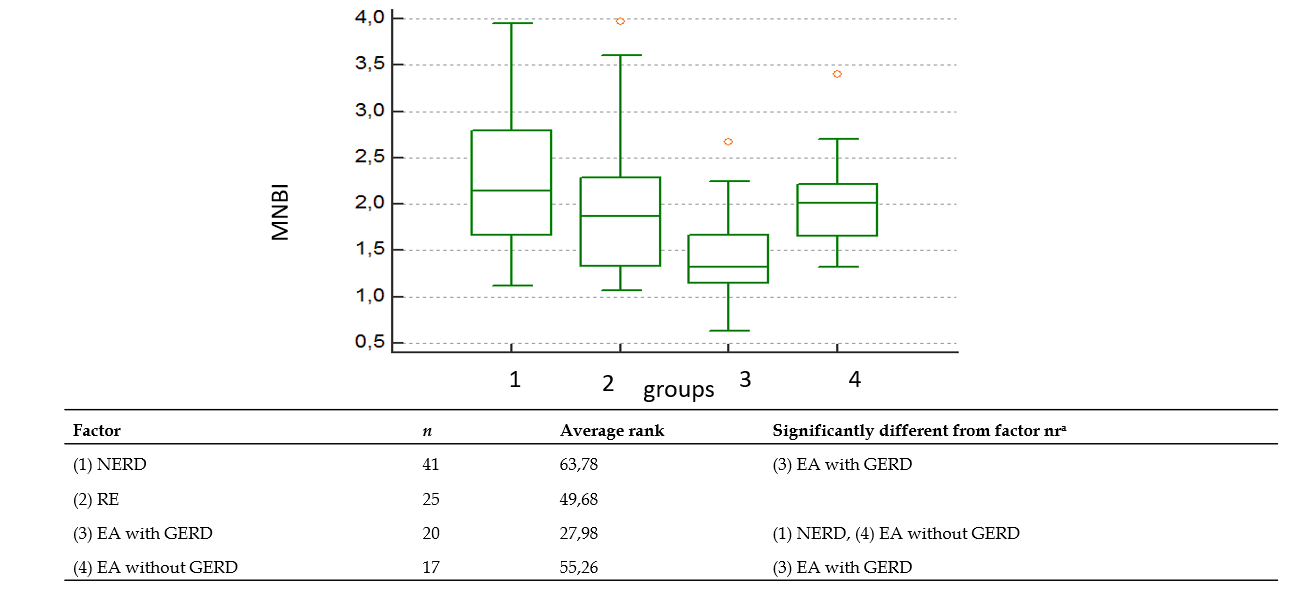 4,0
3,5
3,0
2,5
2,0
1,5
1,0
0,5
MNBI
1 2 groups 3 4
Factor n Average rank Significantly different from factor nrᵃ
(1) NERD 41 63,78 (3) EA with GERD
(2) RE 25 49,68
(3) EA with GERD 20 27,98 (1) NERD, (4) EA without GERD
(4) EA without GERD 17 55,26 (3) EA with GERD